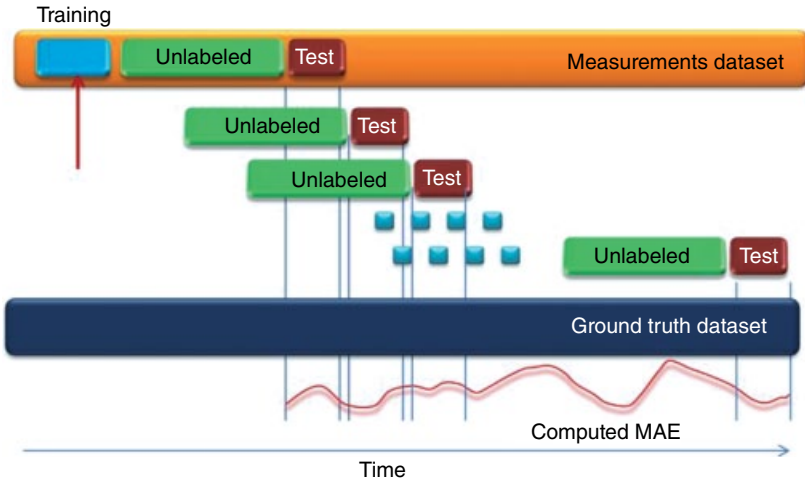 Training
Unlabeled
Test
Measurements dataset
Unlabeled
Test
Unlabeled
Test
Unlabeled
Test
Ground truth dataset
Computed MAE
Time